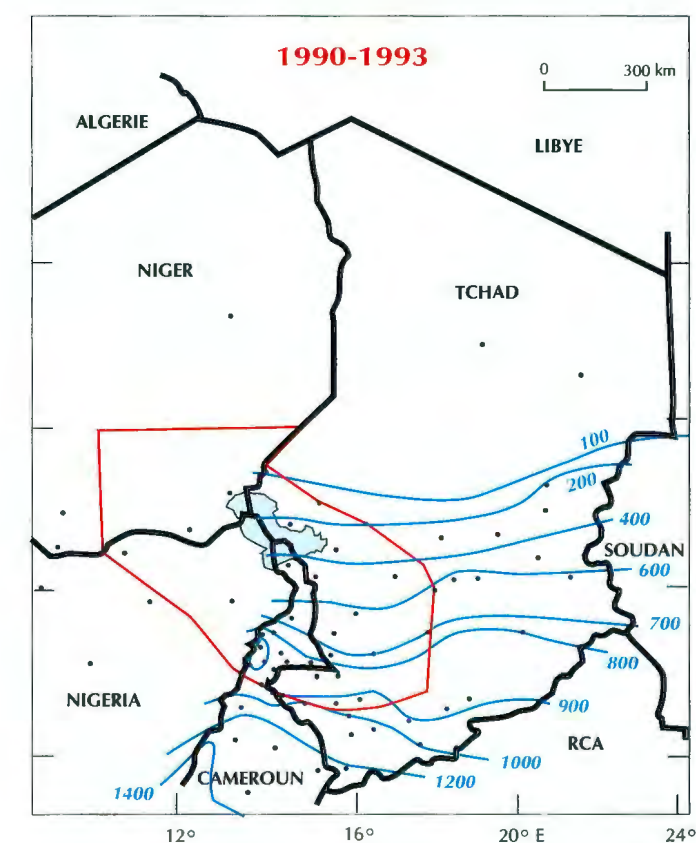 1990-1993
0 300 km
ALGERIE
LIBYE
NIGER
TCHAD
100
200
400
SOUDAN
600
700
800
NIGERIA
900
RCA
1000
CAMEROUN
1200
1400
12° 16° 20° E 24°